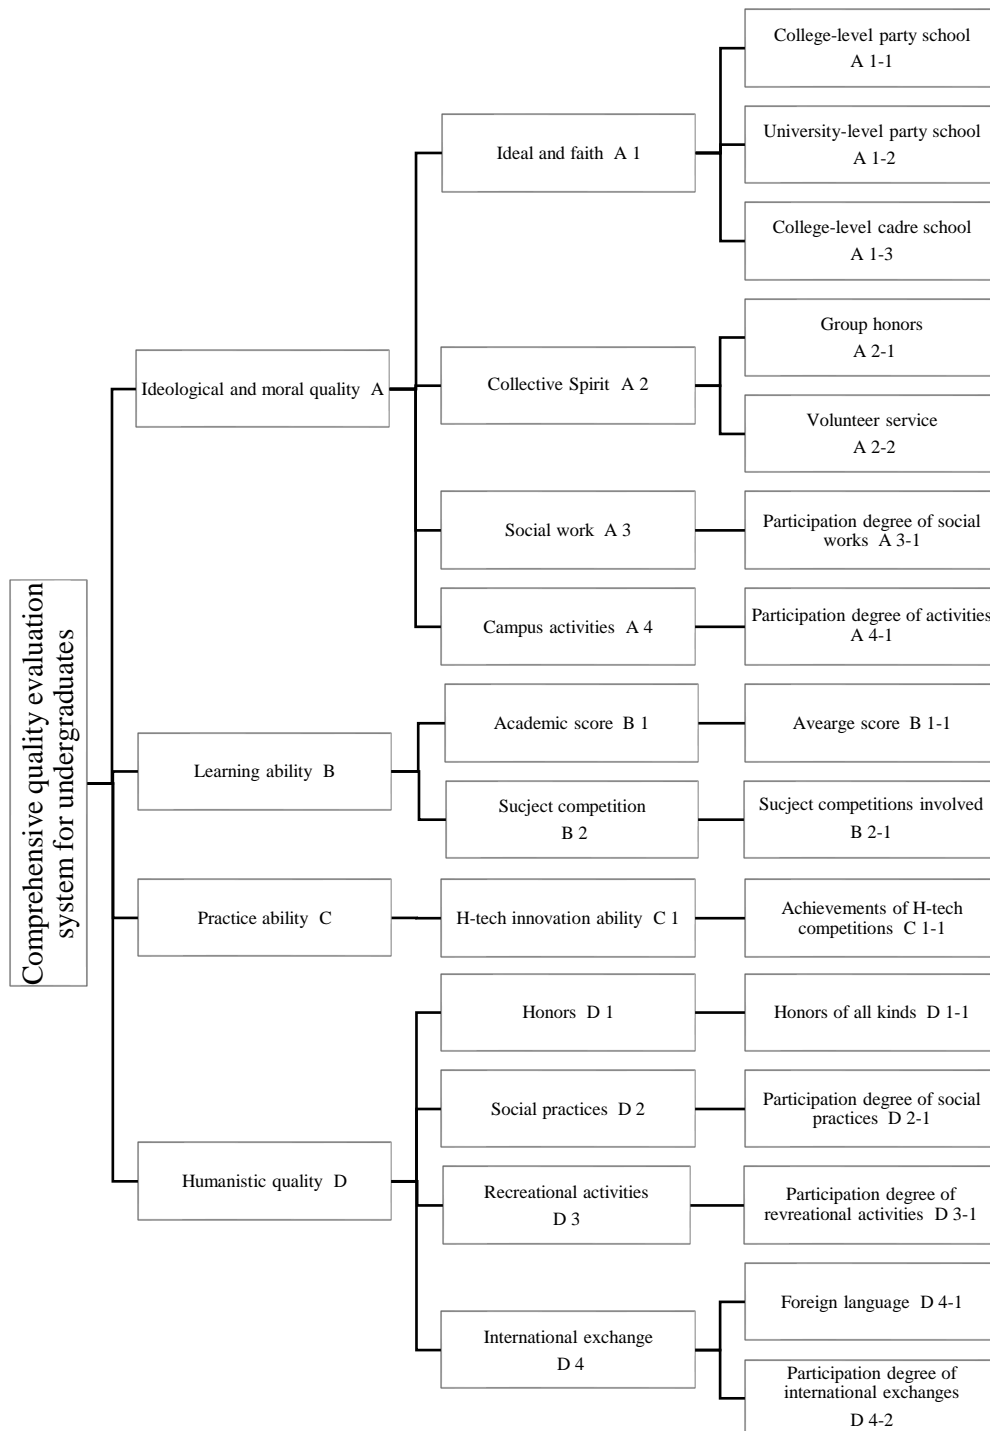 Comprehensive quality evaluation
system for undergraduates
Ideological and moral quality A
Ideal and faith A 1
College-level party school
A 1-1
University-level party school
A 1-2
College-level cadre school
A 1-3
Collective Spirit A 2
Group honors
A 2-1
Volunteer service
A 2-2
Social work A 3
Participation degree of social
works A 3-1
Campus activities A 4
Participation degree of activities
A 4-1
Learning ability B
Academic score B 1
Avearge score B 1-1
Sucject competition
B 2
Sucject competitions involved
B 2-1
Practice ability C
H-tech innovation ability C 1
Achievements of H-tech
competitions C 1-1
Humanistic quality D
Honors D 1
Honors of all kinds D 1-1
Social practices D 2
Participation degree of social
practices D 2-1
Recreational activities
D 3
Participation degree of
revreational activities D 3-1
International exchange
D 4
Foreign language D 4-1
Participation degree of
international exchanges
D 4-2